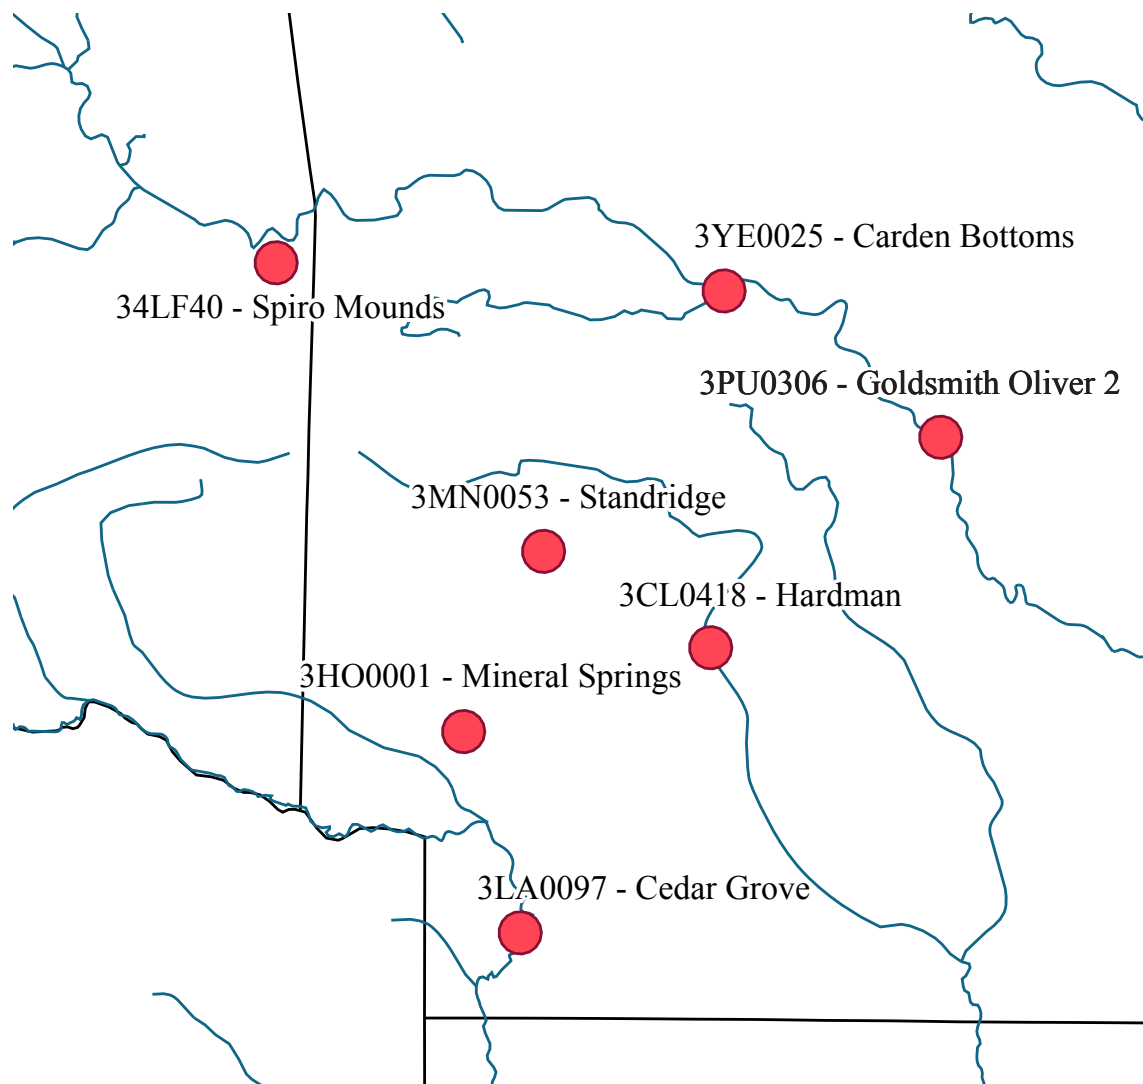 3YE0025 - Carden Bottoms
34LF40 - Spiro Mounds
3PU0306 - Goldsmith Oliver 2
3MN0053 - Standridge
3CL0418 - Hardman
3HO0001 - Mineral Springs
3LA0097 - Cedar Grove